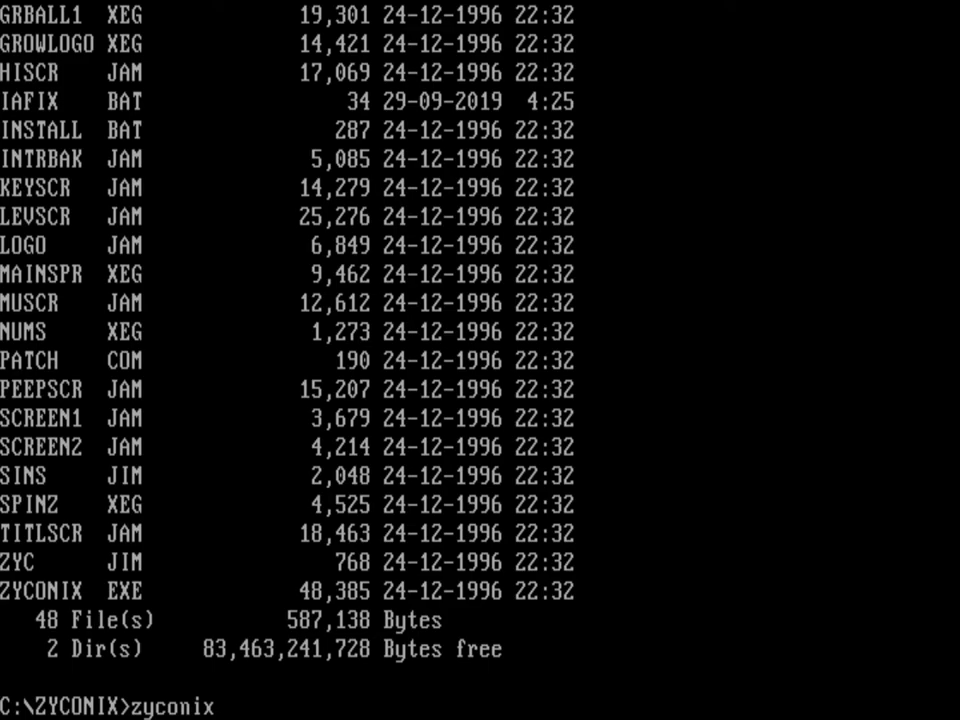 GRBALL1  XEG             19,301 24-12-1996 22:32
GROWLOGO XEG             14,421 24-12-1996 22:32
HISCR    JAM             17,069 24-12-1996 22:32
IAFIX    BAT                 34 29-09-2019  4:25
INSTALL  BAT                287 24-12-1996 22:32
INTRBAK  JAM              5,085 24-12-1996 22:32
KEYSCR   JAM             14,279 24-12-1996 22:32
LEVSCR   JAM             25,276 24-12-1996 22:32
LOGO     JAM              6,849 24-12-1996 22:32
MAINSPR  XEG              9,462 24-12-1996 22:32
MUSCR    JAM             12,612 24-12-1996 22:32
NUMS     XEG              1,273 24-12-1996 22:32
PATCH    COM                190 24-12-1996 22:32
PEEPSCR  JAM             15,207 24-12-1996 22:32
SCREEN1  JAM              3,679 24-12-1996 22:32
SCREEN2  JAM              4,214 24-12-1996 22:32
SINS     JIM              2,048 24-12-1996 22:32
SPINZ    XEG              4,525 24-12-1996 22:32
TITLSCR  JAM             18,463 24-12-1996 22:32
ZYC      JIM                768 24-12-1996 22:32
ZYCONIX  EXE             48,385 24-12-1996 22:32
   48 File(s)           587,138 Bytes
    2 Dir(s)     83,463,241,728 Bytes free
C:\ZYCONIX>zyconix